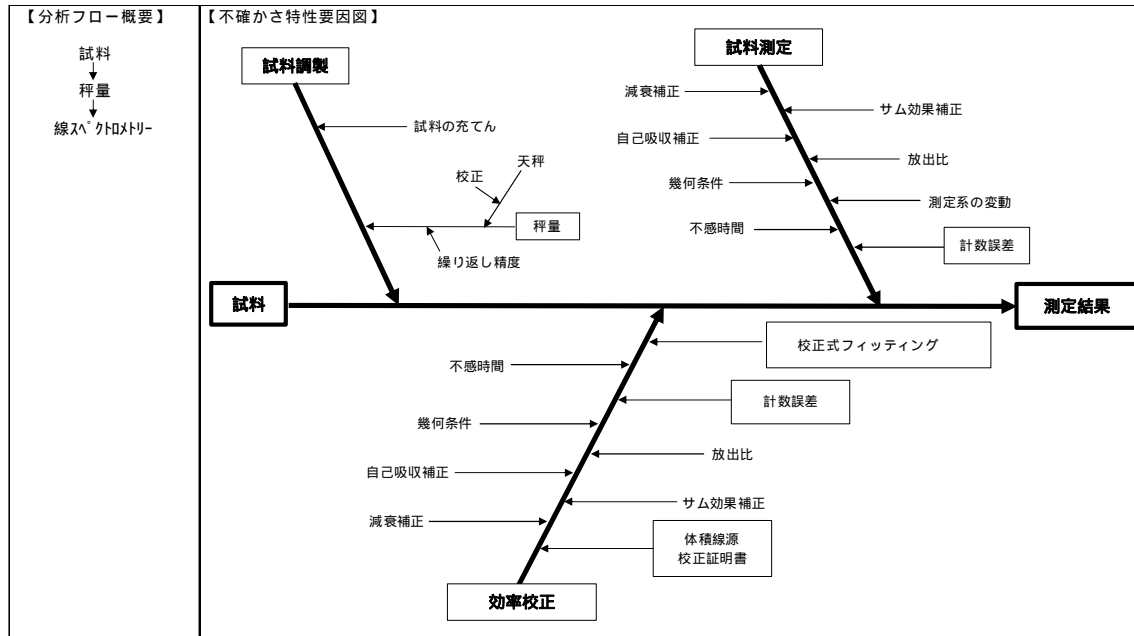 【分析フロー概要】
試料
秤量
線スペクトロメトリー
【不確かさ特性要因図】
試料調製
試料の充てん
天秤
校正
秤量
繰り返し精度
試料測定
減衰補正
サム効果補正
自己吸収補正
放出比
幾何条件
測定系の変動
不感時間
計数誤差
試料
測定結果
校正式フィッティング
不感時間
計数誤差
幾何条件
放出比
自己吸収補正
サム効果補正
減衰補正
体積線源
校正証明書
効率校正